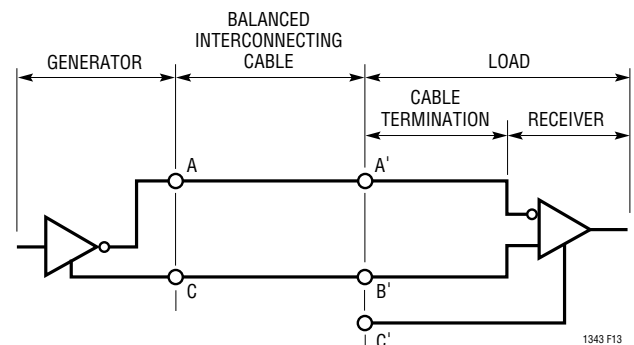 BALANCED
INTERCONNECTING
CABLE
GENERATOR
LOAD
CABLE
TERMINATION
RECEIVER
A
A'
C
B'
C'
1343 F13